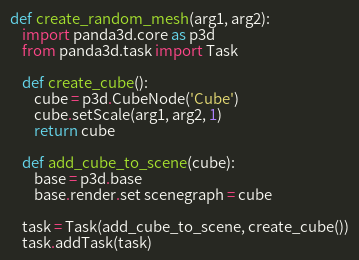 def create_random_mesh(arg1, arg2):
    import panda3d.core as p3d
    from panda3d.task import Task

    def create_cube():
        cube = p3d.CubeNode('Cube')
        cube.setScale(arg1, arg2, 1)
        return cube

    def add_cube_to_scene(cube):
        base = p3d.base
        base.render.set scenegraph = cube

    task = Task(add_cube_to_scene, create_cube())
    task.addTask(task)